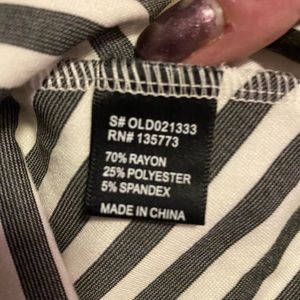 S# OLD021333
RN# 135773
70% RAYON
25% POLYESTER
5% SPANDEX
MADE IN CHINA